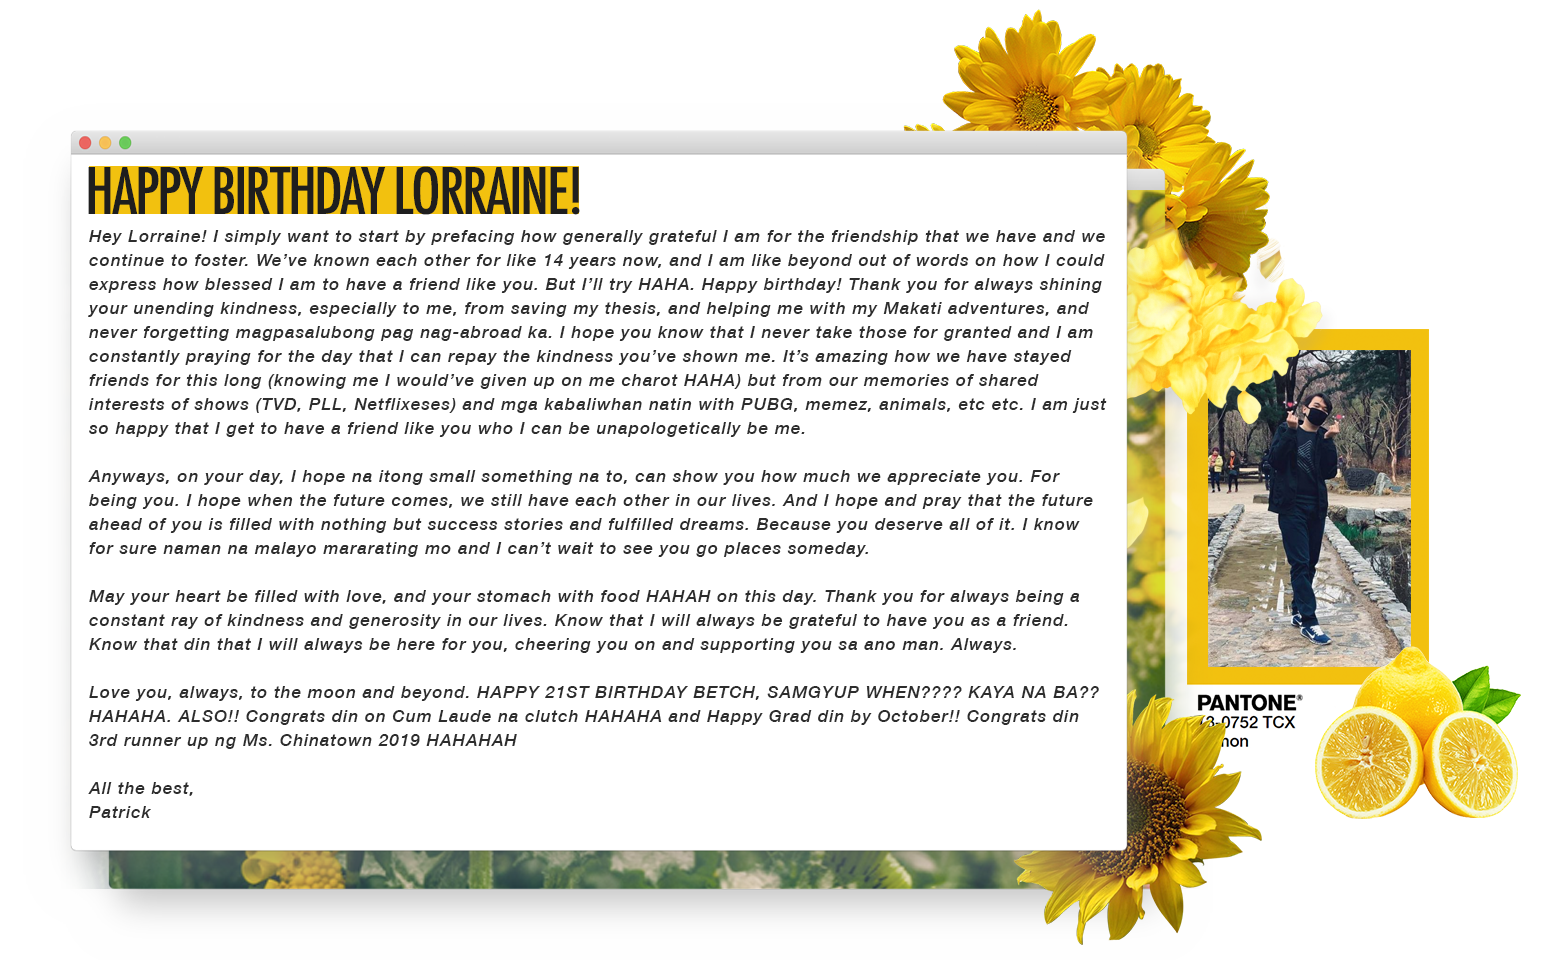 HAPPY BIRTHDAY LORRAINE!
Hey Lorraine! I simply want to start by prefacing how generally grateful I am for the friendship that we have and we
continue to foster. We’ve known each other for like 14 years now, and I am like beyond out of words on how I could
express how blessed I am to have a friend like you. But I’ll try HAHA. Happy birthday! Thank you for always shining
your unending kindness, especially to me, from saving my thesis, and helping me with my Makati adventures, and
never forgetting magpasalubong pag nag-abroad ka. I hope you know that I never take those for granted and I am
constantly praying for the day that I can repay the kindness you’ve shown me. It’s amazing how we have stayed
friends for this long (knowing me I would’ve given up on me charot HAHA) but from our memories of shared
interests of shows (TVD, PLL, Netflixeses) and mga kabaliwhan natin with PUBG, memez, animals, etc etc. I am just
so happy that I get to have a friend like you who I can be unapologetically be me.
Anyways, on your day, I hope na itong small something na to, can show you how much we appreciate you. For
being you. I hope when the future comes, we still have each other in our lives. And I hope and pray that the future
ahead of you is filled with nothing but success stories and fulfilled dreams. Because you deserve all of it. I know
for sure naman na malayo mararating mo and I can’t wait to see you go places someday.
May your heart be filled with love, and your stomach with food HAHAH on this day. Thank you for always being a
constant ray of kindness and generosity in our lives. Know that I will always be grateful to have you as a friend.
Know that din that I will always be here for you, cheering you on and supporting you sa ano man. Always.
Love you, always, to the moon and beyond. HAPPY 21ST BIRTHDAY BETCH, SAMGYUP WHEN???? KAYA NA BA??
HAHAHA. ALSO!! Congrats din on Cum Laude na clutch HAHAHA and Happy Grad din by October!! Congrats din
3rd runner up ng Ms. Chinatown 2019 HAHAHAH
All the best,
Patrick
PANTONE®
-0752 TCX